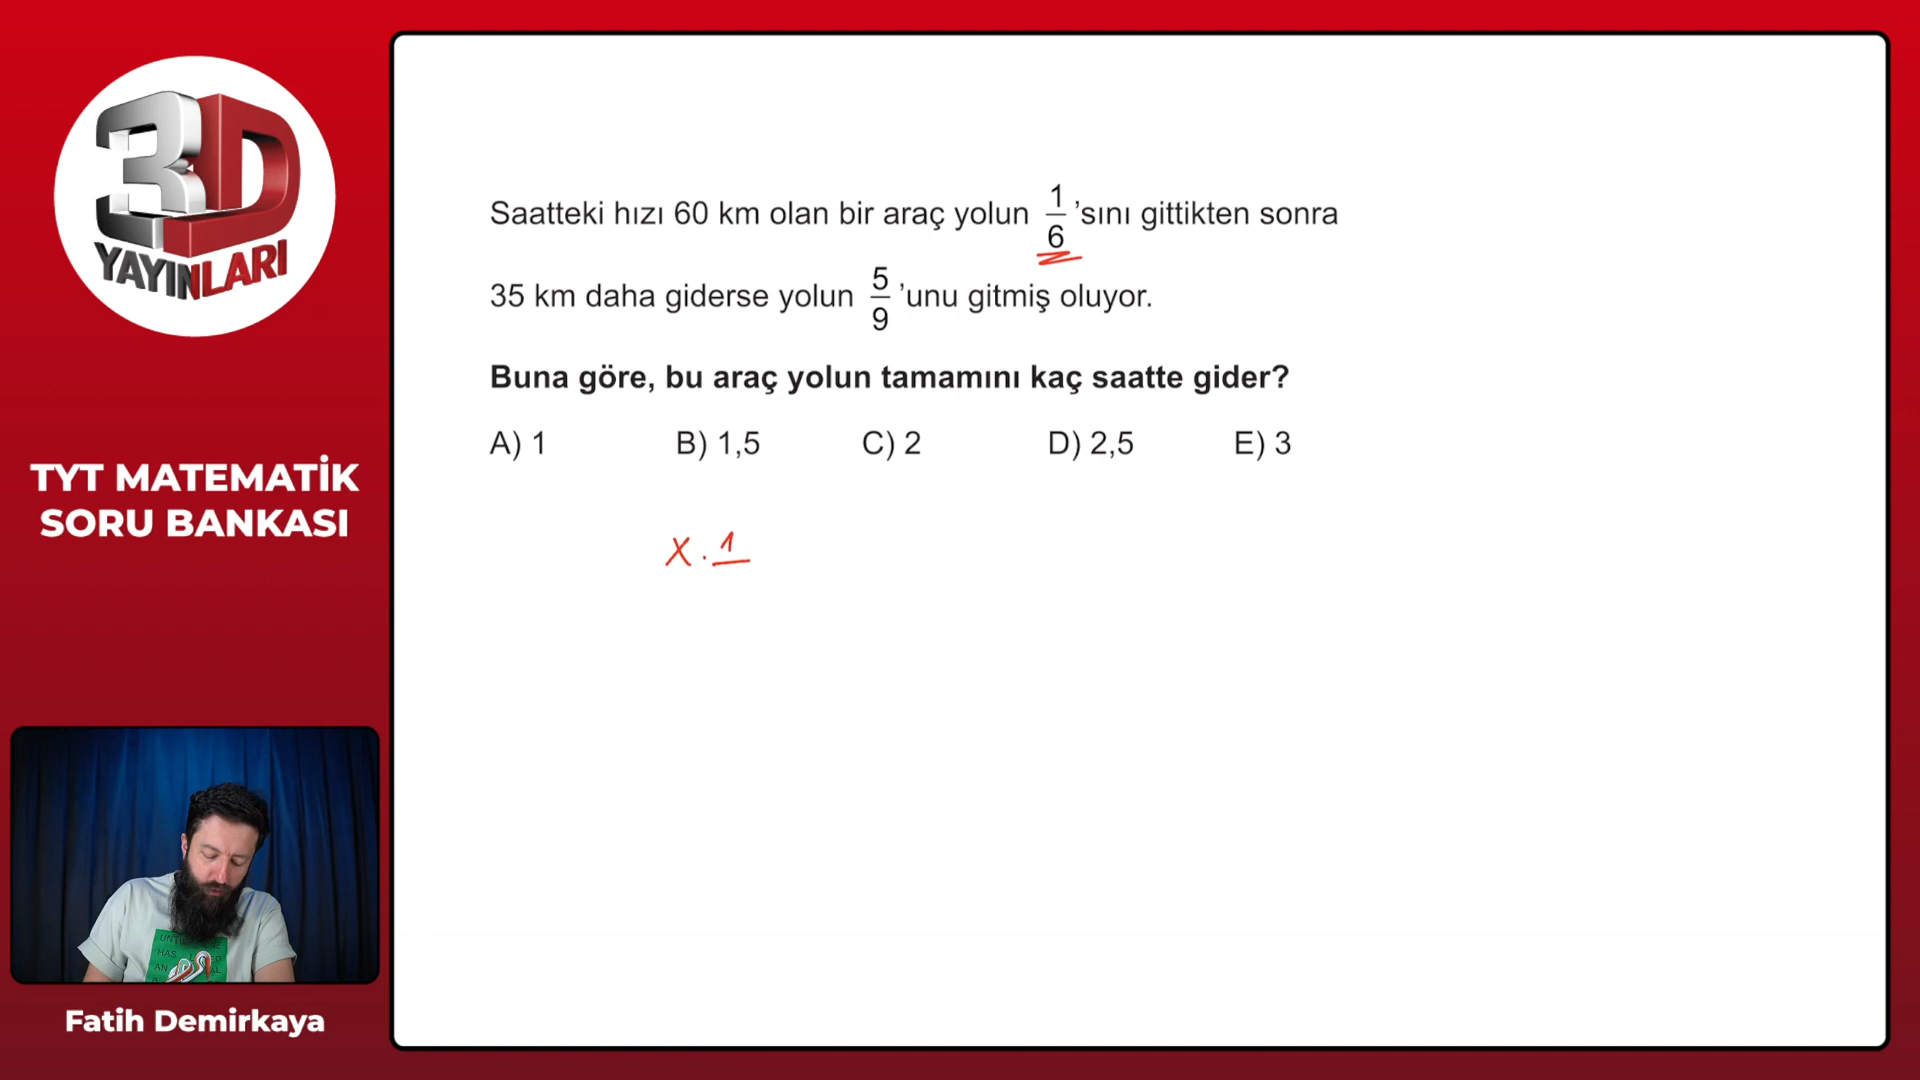 3D
YAYINLARI
TYT MATEMATİK
SORU BANKASI
Saatteki hızı 60 km olan bir araç yolun 1/6 'sını gittikten sonra
35 km daha giderse yolun 5/9 'unu gitmiş oluyor.
Buna göre, bu araç yolun tamamını kaç saatte gider?
A) 1 B) 1,5 C) 2 D) 2,5 E) 3
x . 1
HAS
AN
Fatih Demirkaya